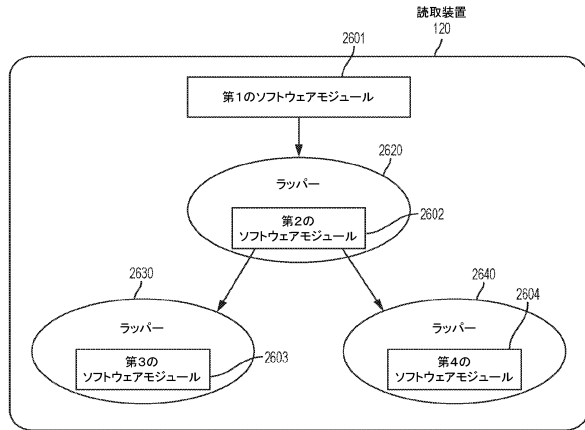 読取装置
120
2601
第1のソフトウェアモジュール
2620
ラッパー
2602
第2の
ソフトウェアモジュール
2630
ラッパー
第3の
ソフトウェアモジュール
2603
2640
ラッパー
2604
第4の
ソフトウェアモジュール